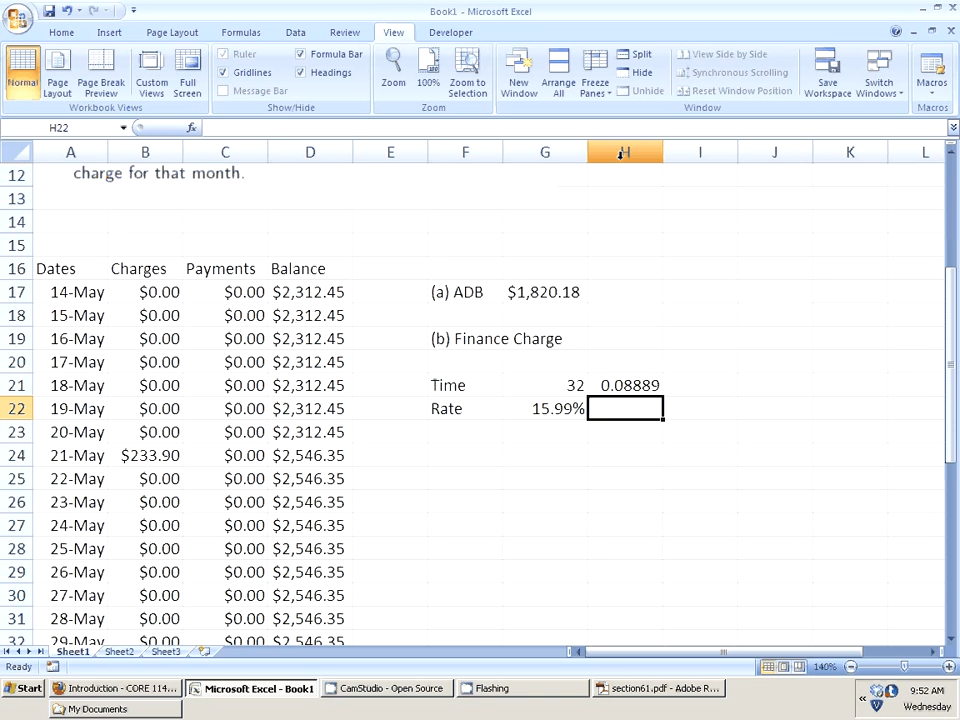 Book1 - Microsoft Excel
Home Insert Page Layout Formulas Data Review View Developer
Normal Page Layout Page Break Preview Custom Views Full Screen
Workbook Views
Ruler Formula Bar
Gridlines Headings
Message Bar
Show/Hide
Zoom 100% Zoom to Selection
Zoom
New Window Arrange All Freeze Panes
Split
Hide
Unhide
View Side by Side
Synchronous Scrolling
Reset Window Position
Window
Save Workspace Switch Windows
Macros
Macros
H22 fx
A B C D E F G H I J K L
12 charge for that month.
13
14
15
16 Dates Charges Payments Balance
17 14-May $0.00 $0.00 $2,312.45 (a) ADB $1,820.18
18 15-May $0.00 $0.00 $2,312.45
19 16-May $0.00 $0.00 $2,312.45 (b) Finance Charge
20 17-May $0.00 $0.00 $2,312.45
21 18-May $0.00 $0.00 $2,312.45 Time 32 0.08889
22 19-May $0.00 $0.00 $2,312.45 Rate 15.99%
23 20-May $0.00 $0.00 $2,312.45
24 21-May $233.90 $0.00 $2,546.35
25 22-May $0.00 $0.00 $2,546.35
26 23-May $0.00 $0.00 $2,546.35
27 24-May $0.00 $0.00 $2,546.35
28 25-May $0.00 $0.00 $2,546.35
29 26-May $0.00 $0.00 $2,546.35
30 27-May $0.00 $0.00 $2,546.35
31 28-May $0.00 $0.00 $2,546.35
32 29-May $0.00 $0.00 $2,546.35
Sheet1 Sheet2 Sheet3
Ready 140%
Start Introduction - CORE 114... Microsoft Excel - Book1 CamStudio - Open Source Flashing section61.pdf - Adobe R... 9:52 AM
My Documents Wednesday